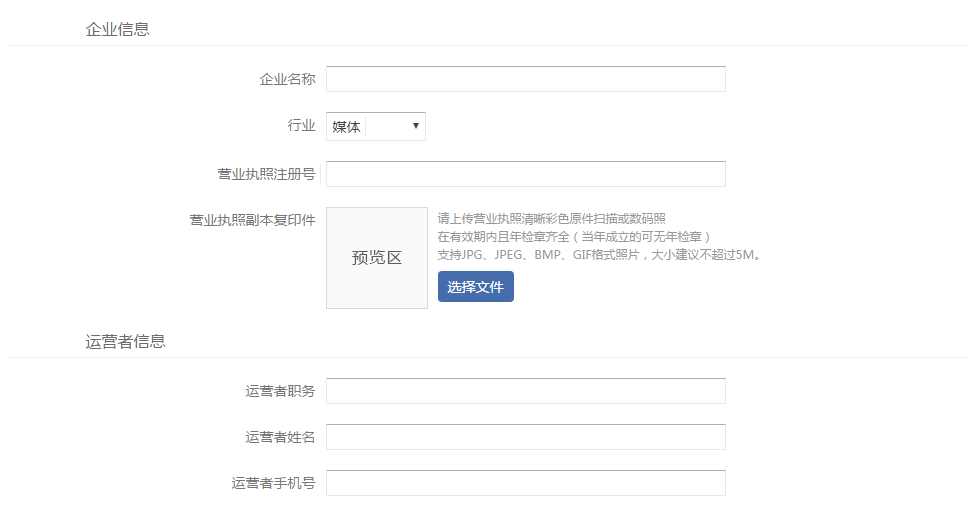 企业信息
企业名称
行业
媒体
营业执照注册号
营业执照副本复印件
预览区
请上传营业执照清晰彩色原件扫描或数码照
在有效期内且年检章齐全（当年成立的可无年检章）
支持JPG、JPEG、BMP、GIF格式照片，大小建议不超过5M。
选择文件
运营者信息
运营者职务
运营者姓名
运营者手机号